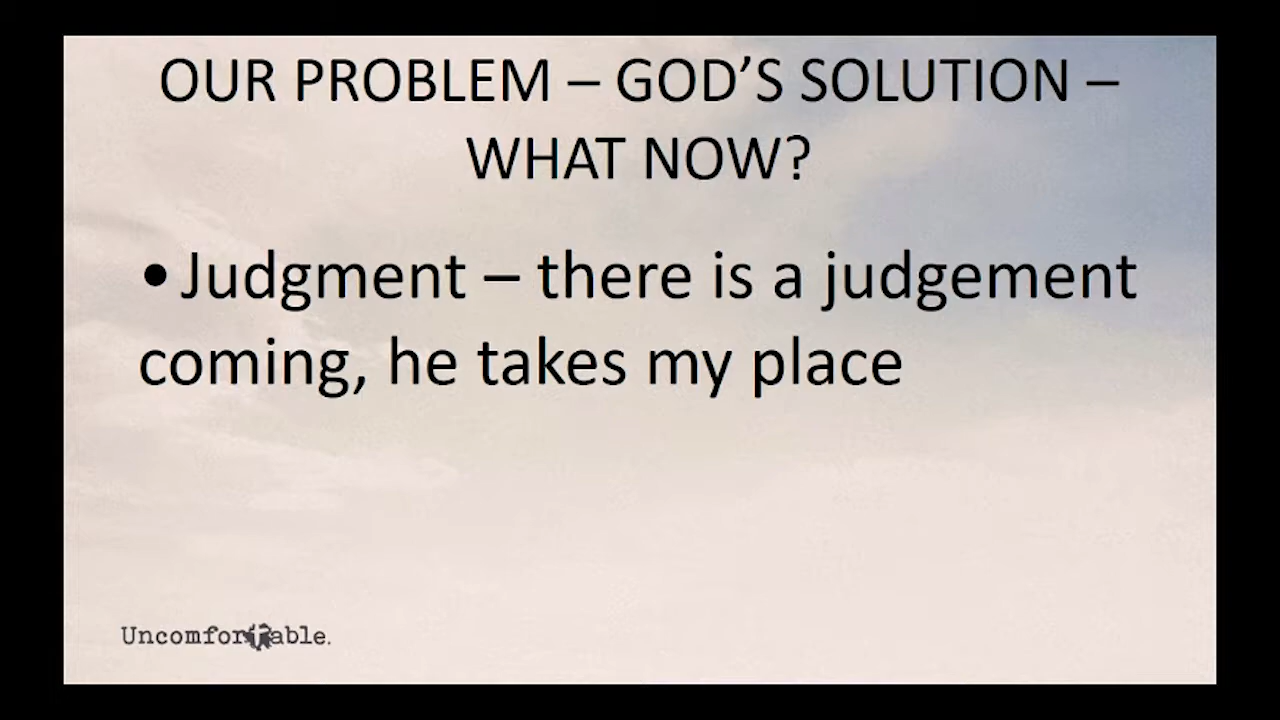 OUR PROBLEM – GOD’S SOLUTION –
WHAT NOW?
•Judgment – there is a judgement
coming, he takes my place
Uncomfortable.